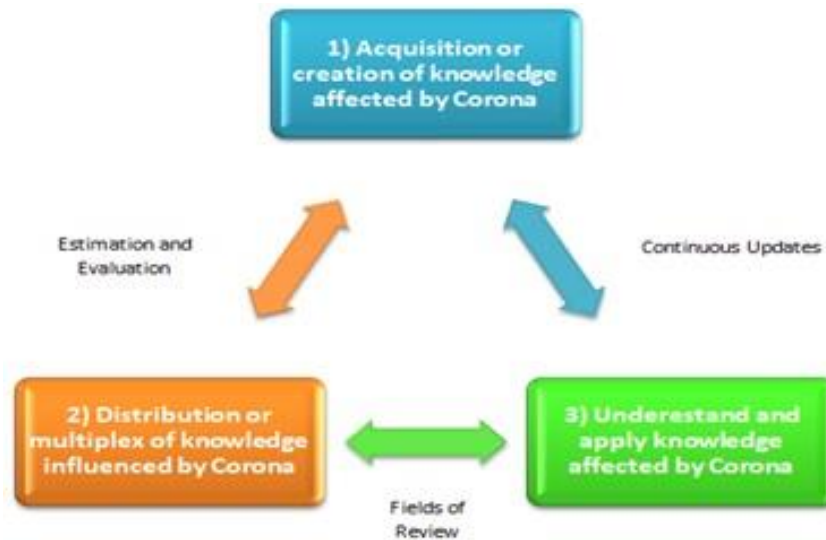 1) Acquisition or
creation of knowledge
affected by Corona
Estimation and
Evaluation
Continuous Updates
2) Distribution or
multiplex of knowledge
influenced by Corona
3) Underestand and
apply knowledge
affected by Corona
Fields of
Review